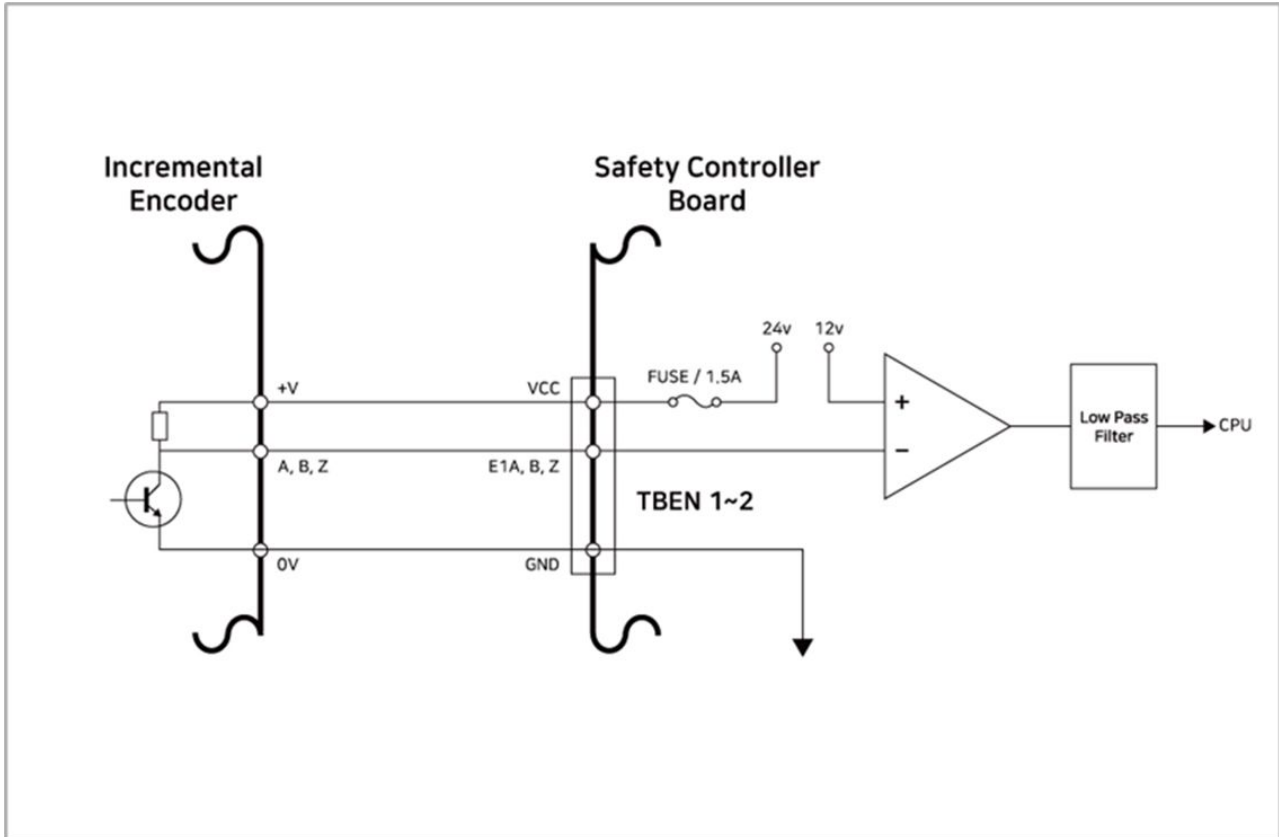 Incremental
Encoder
Safety Controller
Board
24v
12v
+V
VCC
FUSE / 1.5A
+
Low Pass
Filter
CPU
A, B, Z
E1A, B, Z
−
TBEN 1~2
0V
GND